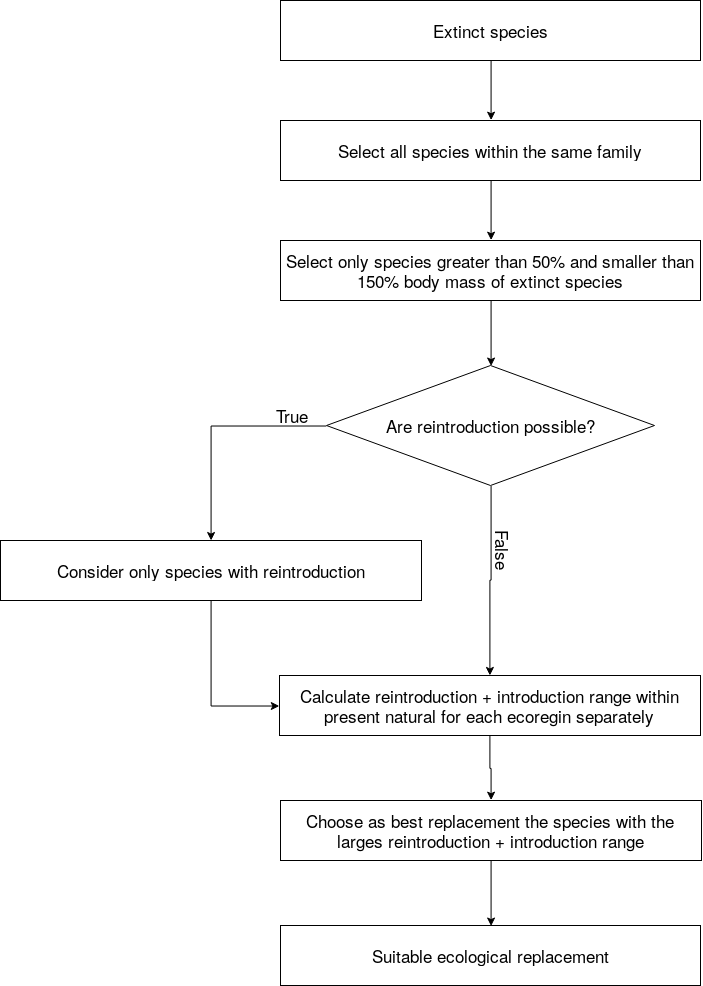 Extinct species
Select all species within the same family
Select only species greater than 50% and smaller than
150% body mass of extinct species
Are reintroduction possible?
True
False
Consider only species with reintroduction
Calculate reintroduction + introduction range within
present natural for each ecoregin separately
Choose as best replacement the species with the
larges reintroduction + introduction range
Suitable ecological replacement